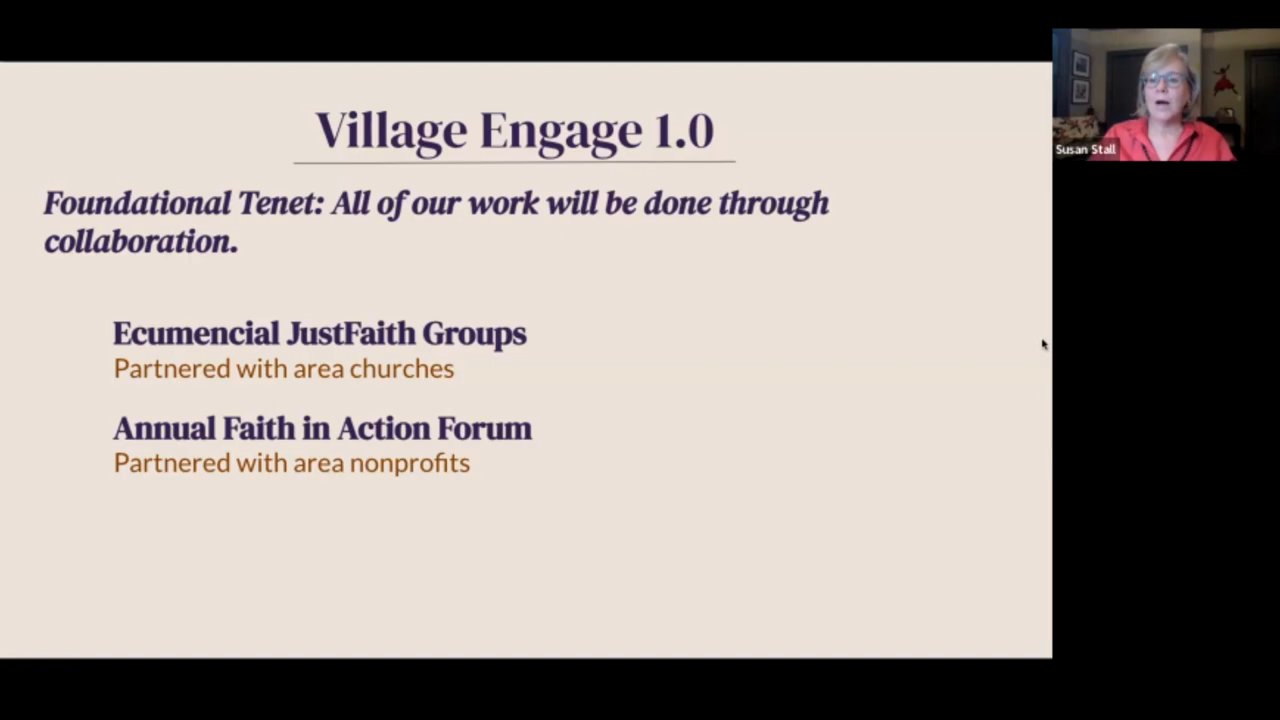 Village Engage 1.0
Susan Stall
Foundational Tenet: All of our work will be done through
collaboration.
Ecumencial JustFaith Groups
Partnered with area churches
Annual Faith in Action Forum
Partnered with area nonprofits